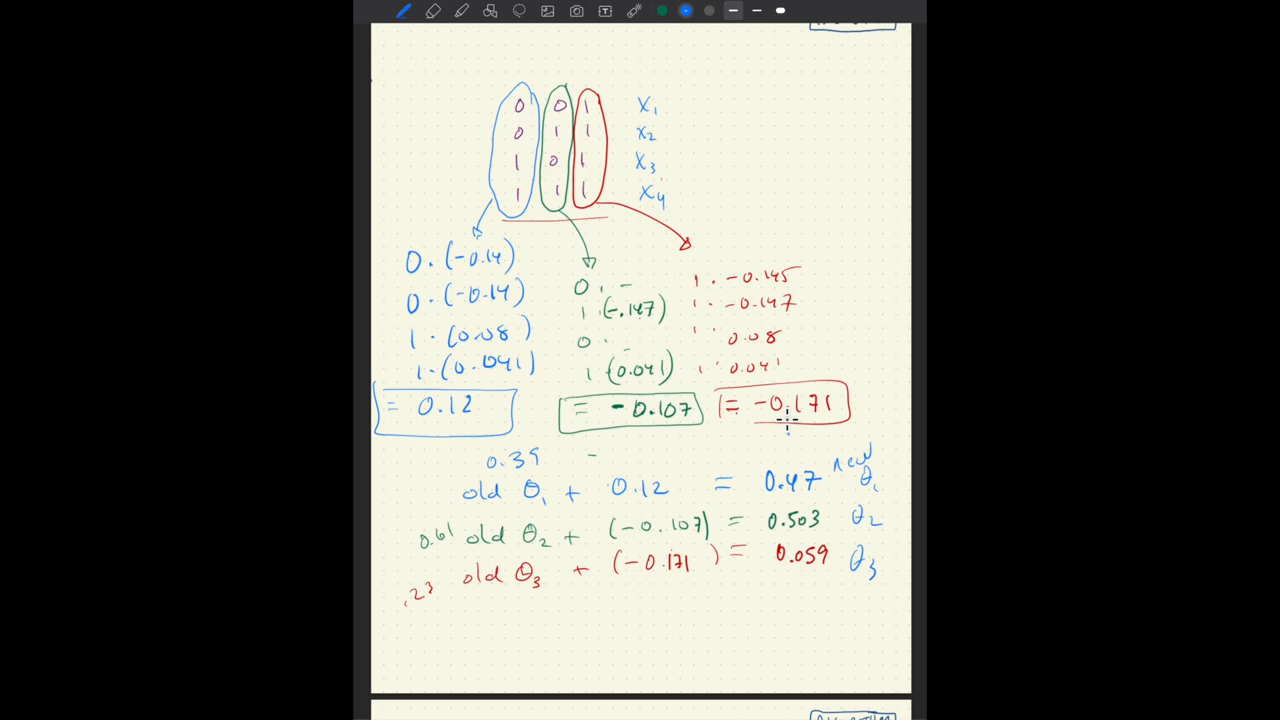 0 0 1 x₁
0 1 1 x₂
1 0 1 x₃
1 1 1 x₄
0 · (-0.14)
0 · (-0.14)
1 · (0.08)
1 · (0.041)
= 0.12
0 · -
1 (-.147)
0 · -
1 (0.041)
= -0.107
1 · -0.145
1 · -0.147
1 · 0.08
1 · 0.041
= -0.171
0.39 -
old θ₁ + 0.12 = 0.47 new θ₁
0.61 old θ₂ + (-0.107) = 0.503 θ₂
.23 old θ₃ + (-0.171) = 0.059 θ₃